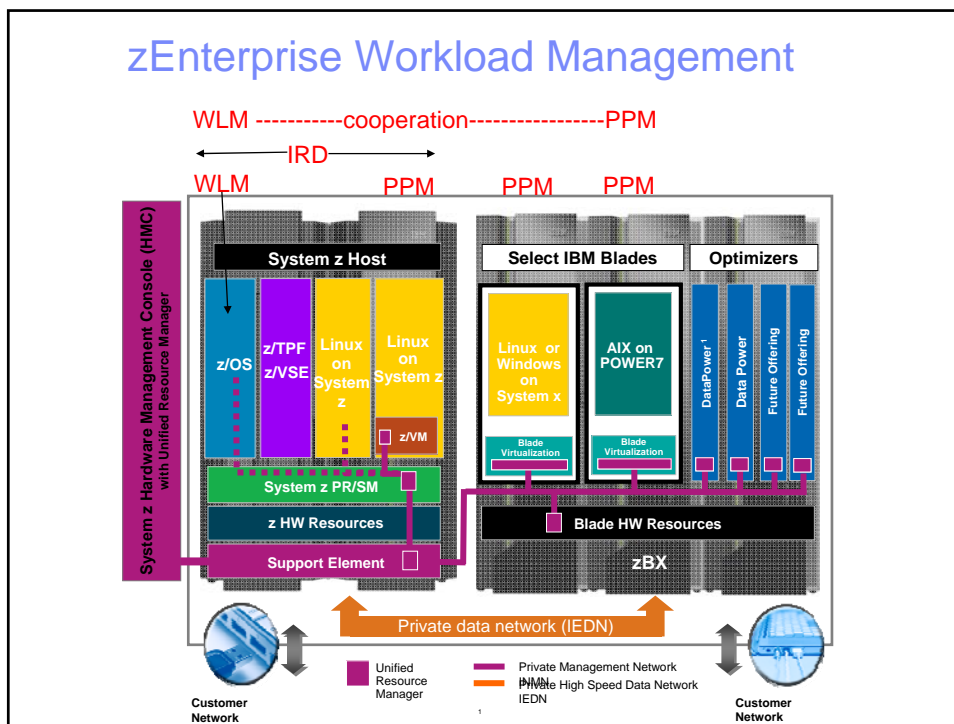 zEnterprise Workload Management
WLM -----------cooperation-----------------PPM
IRD
WLM
PPM
PPM
PPM
System z Hardware Management Console (HMC)
with Unified Resource Manager
System z Host
Select IBM Blades
Optimizers
z/OS
z/TPF
z/VSE
Linux
on
System
z
Linux
on
System z
z/VM
Linux or
Windows
on
System x
Blade
Virtualization
AIX on
POWER7
Blade
Virtualization
DataPower 1
Data Power
Future Offering
Future Offering
System z PR/SM
z HW Resources
Support Element
Blade HW Resources
zBX
Private data network (IEDN)
Customer
Network
Unified
Resource
Manager
Private Management Network
INMN
Private High Speed Data Network
IEDN
1
Customer
Network